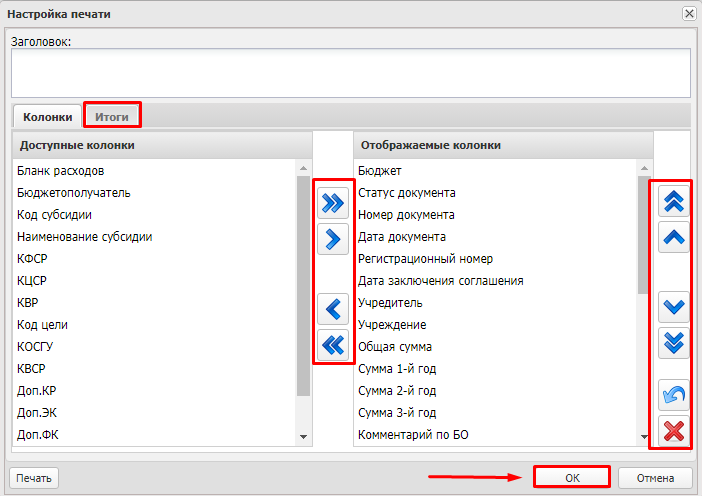 Настройка печати
Заголовок:
Колонки
Итоги
Доступные колонки
Бланк расходов
Бюджетополучатель
Код субсидии
Наименование субсидии
КФСР
КЦСР
КВР
Код цели
КОСГУ
КВСР
Доп.КР
Доп.ЭК
Доп.ФК
Отображаемые колонки
Бюджет
Статус документа
Номер документа
Дата документа
Регистрационный номер
Дата заключения соглашения
Учредитель
Учреждение
Общая сумма
Сумма 1-й год
Сумма 2-й год
Сумма 3-й год
Комментарий по БО
Печать
ОК
Отмена